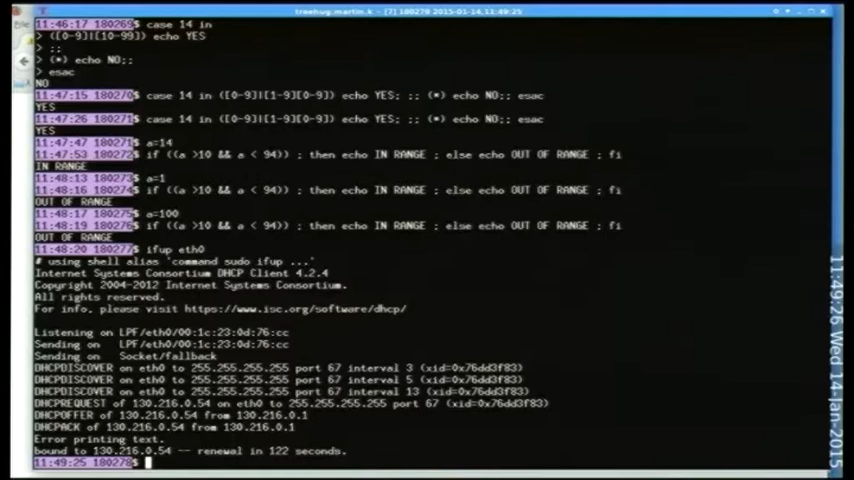 treehug:martin.k - [7] 180279 2015-01-14,11:49:25
File
11:46:17 180269$ case 14 in
> ([0-9]|[10-99]) echo YES
> ;;
> (*) echo NO;;
> esac
NO
11:47:15 180270$ case 14 in ([0-9]|[1-9][0-9]) echo YES; ;; (*) echo NO;; esac
YES
11:47:26 180271$ case 14 in ([0-9]|[1-9][0-9]) echo YES; ;; (*) echo NO;; esac
YES
11:47:47 180271$ a=14
11:47:53 180272$ if ((a >10 && a < 94)) ; then echo IN RANGE ; else echo OUT OF RANGE ; fi
IN RANGE
11:48:13 180273$ a=1
11:48:16 180274$ if ((a >10 && a < 94)) ; then echo IN RANGE ; else echo OUT OF RANGE ; fi
OUT OF RANGE
11:48:17 180275$ a=100
11:48:19 180276$ if ((a >10 && a < 94)) ; then echo IN RANGE ; else echo OUT OF RANGE ; fi
OUT OF RANGE
11:48:20 180277$ ifup eth0
# using shell alias 'command sudo ifup ...'
Internet Systems Consortium DHCP Client 4.2.4
Copyright 2004-2012 Internet Systems Consortium.
All rights reserved.
For info, please visit https://www.isc.org/software/dhcp/
Listening on LPF/eth0/00:1c:23:0d:76:cc
Sending on   LPF/eth0/00:1c:23:0d:76:cc
Sending on   Socket/fallback
DHCPDISCOVER on eth0 to 255.255.255.255 port 67 interval 3 (xid=0x76dd3f83)
DHCPDISCOVER on eth0 to 255.255.255.255 port 67 interval 5 (xid=0x76dd3f83)
DHCPDISCOVER on eth0 to 255.255.255.255 port 67 interval 13 (xid=0x76dd3f83)
DHCPREQUEST of 130.216.0.54 on eth0 to 255.255.255.255 port 67 (xid=0x76dd3f83)
DHCPOFFER of 130.216.0.54 from 130.216.0.1
DHCPACK of 130.216.0.54 from 130.216.0.1
Error printing text.
bound to 130.216.0.54 -- renewal in 122 seconds.
11:49:25 180278$
11:49:26 Wed 14-Jan-2015